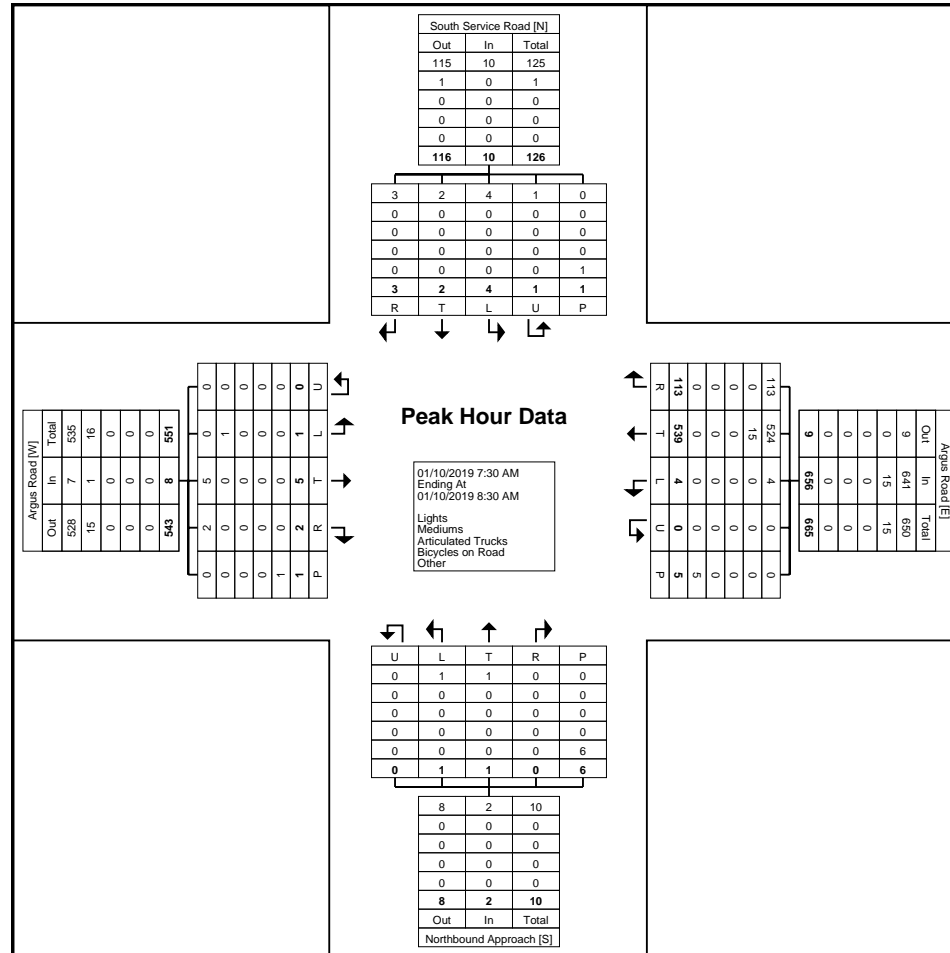 South Service Road [N]
Out In Total
115 10 125
1 0 1
0 0 0
0 0 0
0 0 0
116 10 126
3 2 4 1 0
0 0 0 0 0
0 0 0 0 0
0 0 0 0 0
0 0 0 0 1
3 2 4 1 1
R T L U P
Argus Road [W]
Total 535 16 0 0 0 551
In 7 1 0 0 0 8
Out 528 15 0 0 0 543
0 0 0 0 0 0 U
0 1 0 0 0 1 L
5 0 0 0 0 5 T
2 0 0 0 0 2 R
0 0 0 0 1 1 P
Peak Hour Data
01/10/2019 7:30 AM
Ending At
01/10/2019 8:30 AM
Lights
Mediums
Articulated Trucks
Bicycles on Road
Other
R 113 0 0 0 0 113
T 539 0 0 0 15 524
L 4 0 0 0 0 4
U 0 0 0 0 0 0
P 5 5 0 0 0 0
Argus Road [E]
Out 9 0 0 0 0 9
In 641 15 0 0 0 656
Total 650 15 0 0 0 665
U L T R P
0 1 1 0 0
0 0 0 0 0
0 0 0 0 0
0 0 0 0 0
0 0 0 0 6
0 1 1 0 6
8 2 10
0 0 0
0 0 0
0 0 0
0 0 0
8 2 10
Out In Total
Northbound Approach [S]